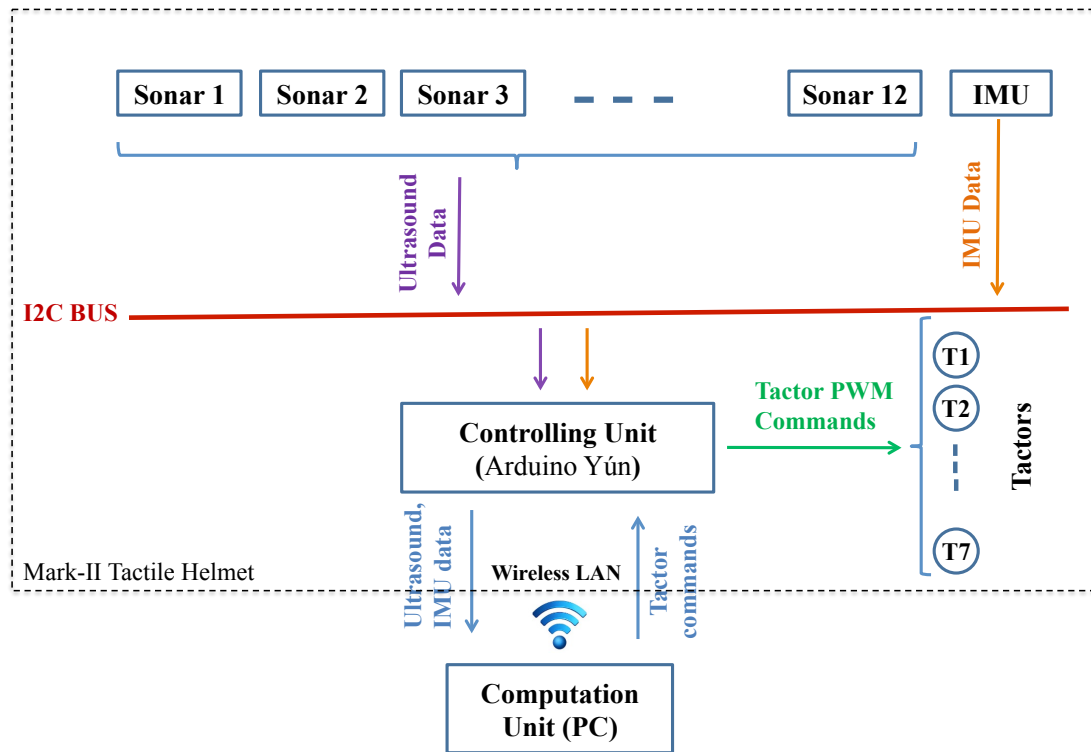 Sonar 1
Sonar 2
Sonar 3
Sonar 12
IMU
Ultrasound
Data
IMU Data
I2C BUS
T1
T2
T7
Tactors
Tactor PWM
Commands
Controlling Unit
(Arduino Yún)
Ultrasound,
IMU data
Wireless LAN
Tactor
commands
Mark-II Tactile Helmet
Computation
Unit (PC)